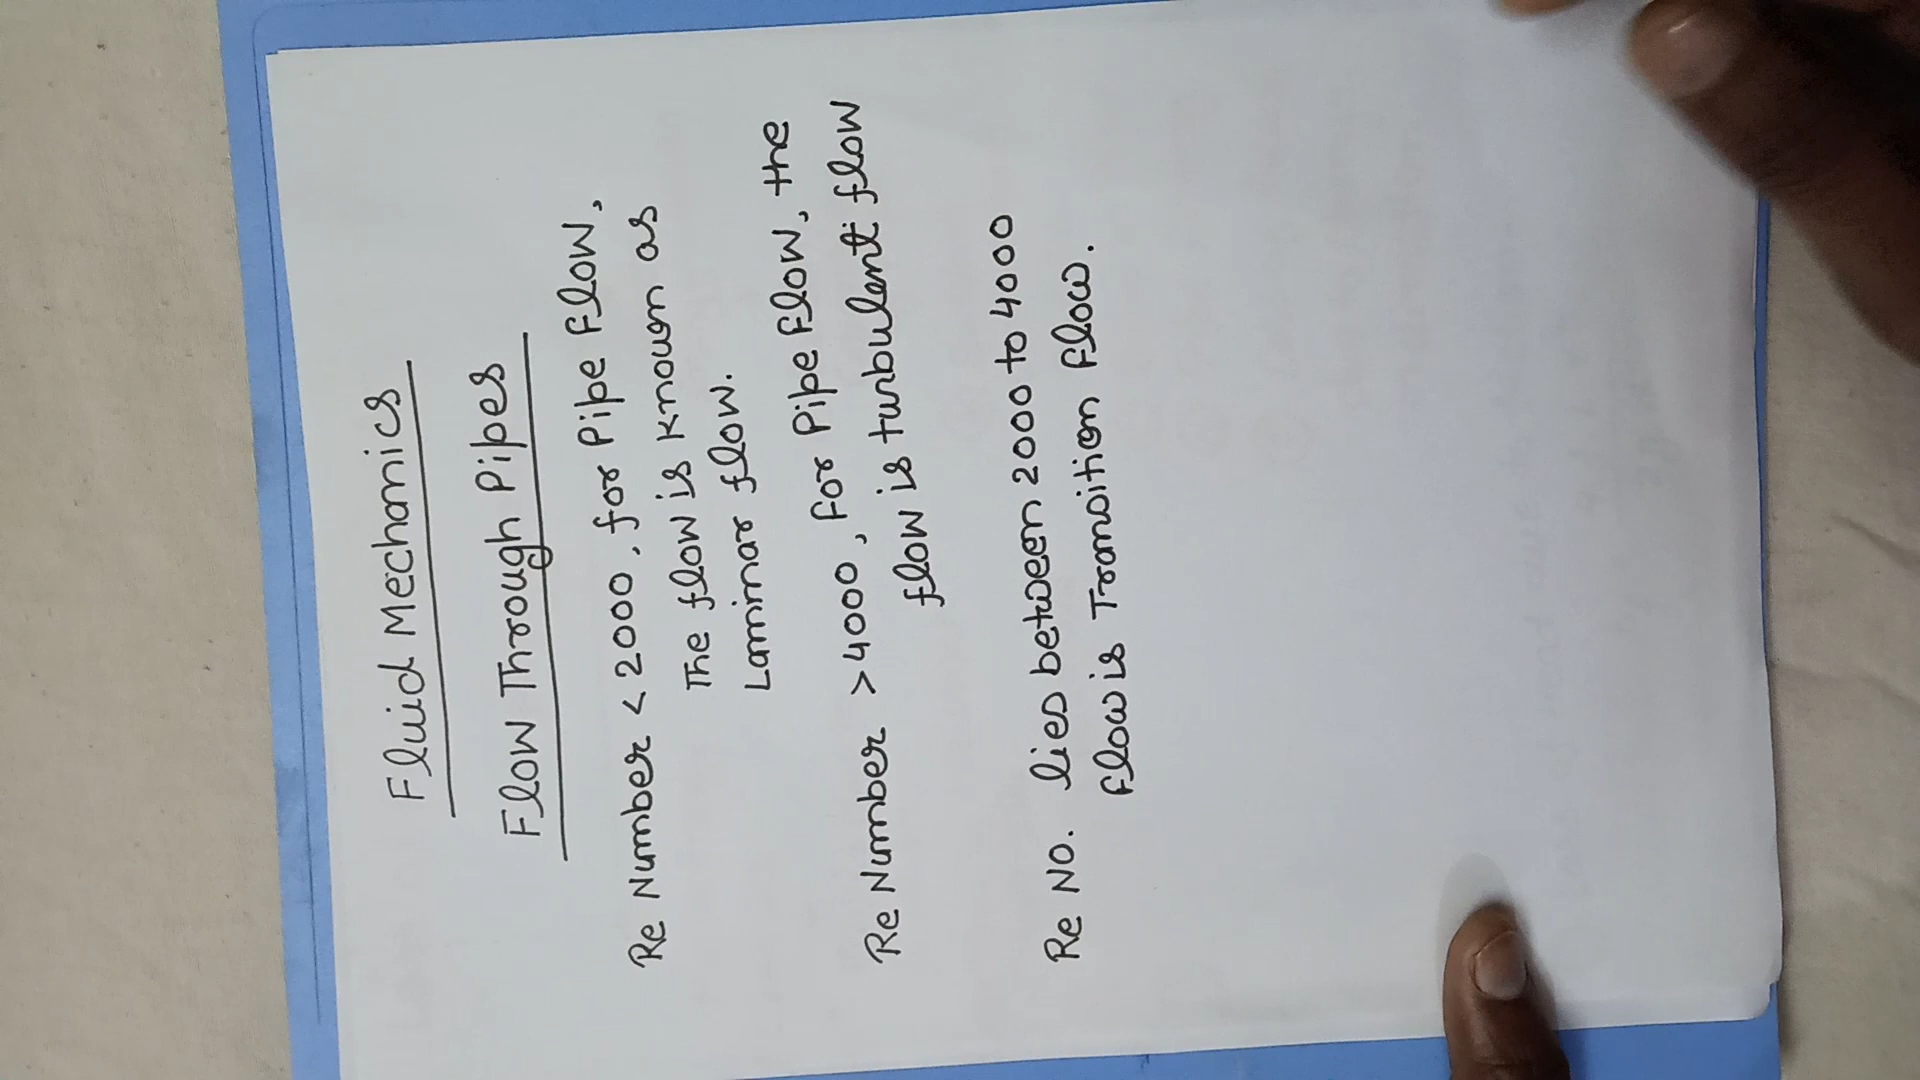 Fluid Mechanics
Flow Through Pipes
Re Number < 2000, for Pipe Flow,
The flow is known as
Laminar flow.
Re Number > 4000, For Pipe Flow, the
flow is turbulent flow
Re No. lies between 2000 to 4000
Flow is Transition Flow.